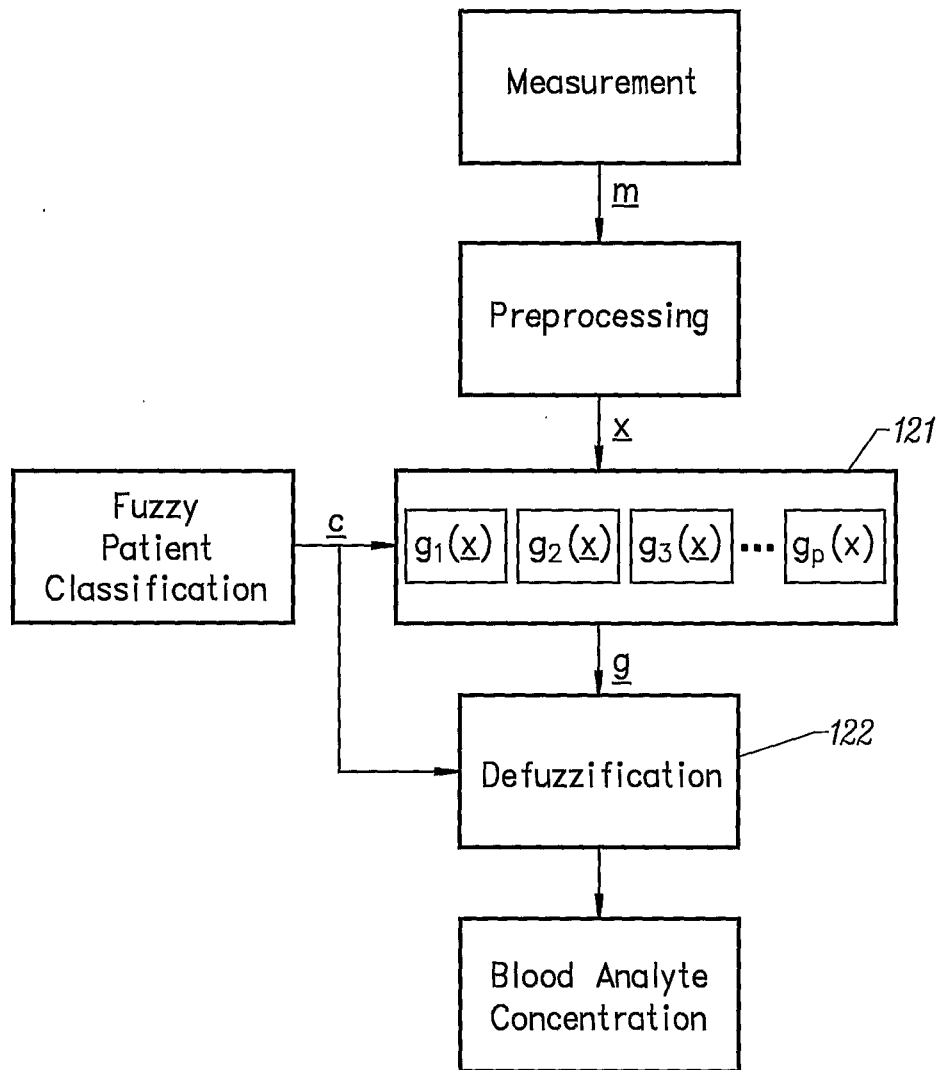 Measurement
m
Preprocessing
x
121
Fuzzy
Patient
Classification
c
g₁(x) g₂(x) g₃(x) ••• gₚ(x)
g
122
Defuzzification
Blood Analyte
Concentration